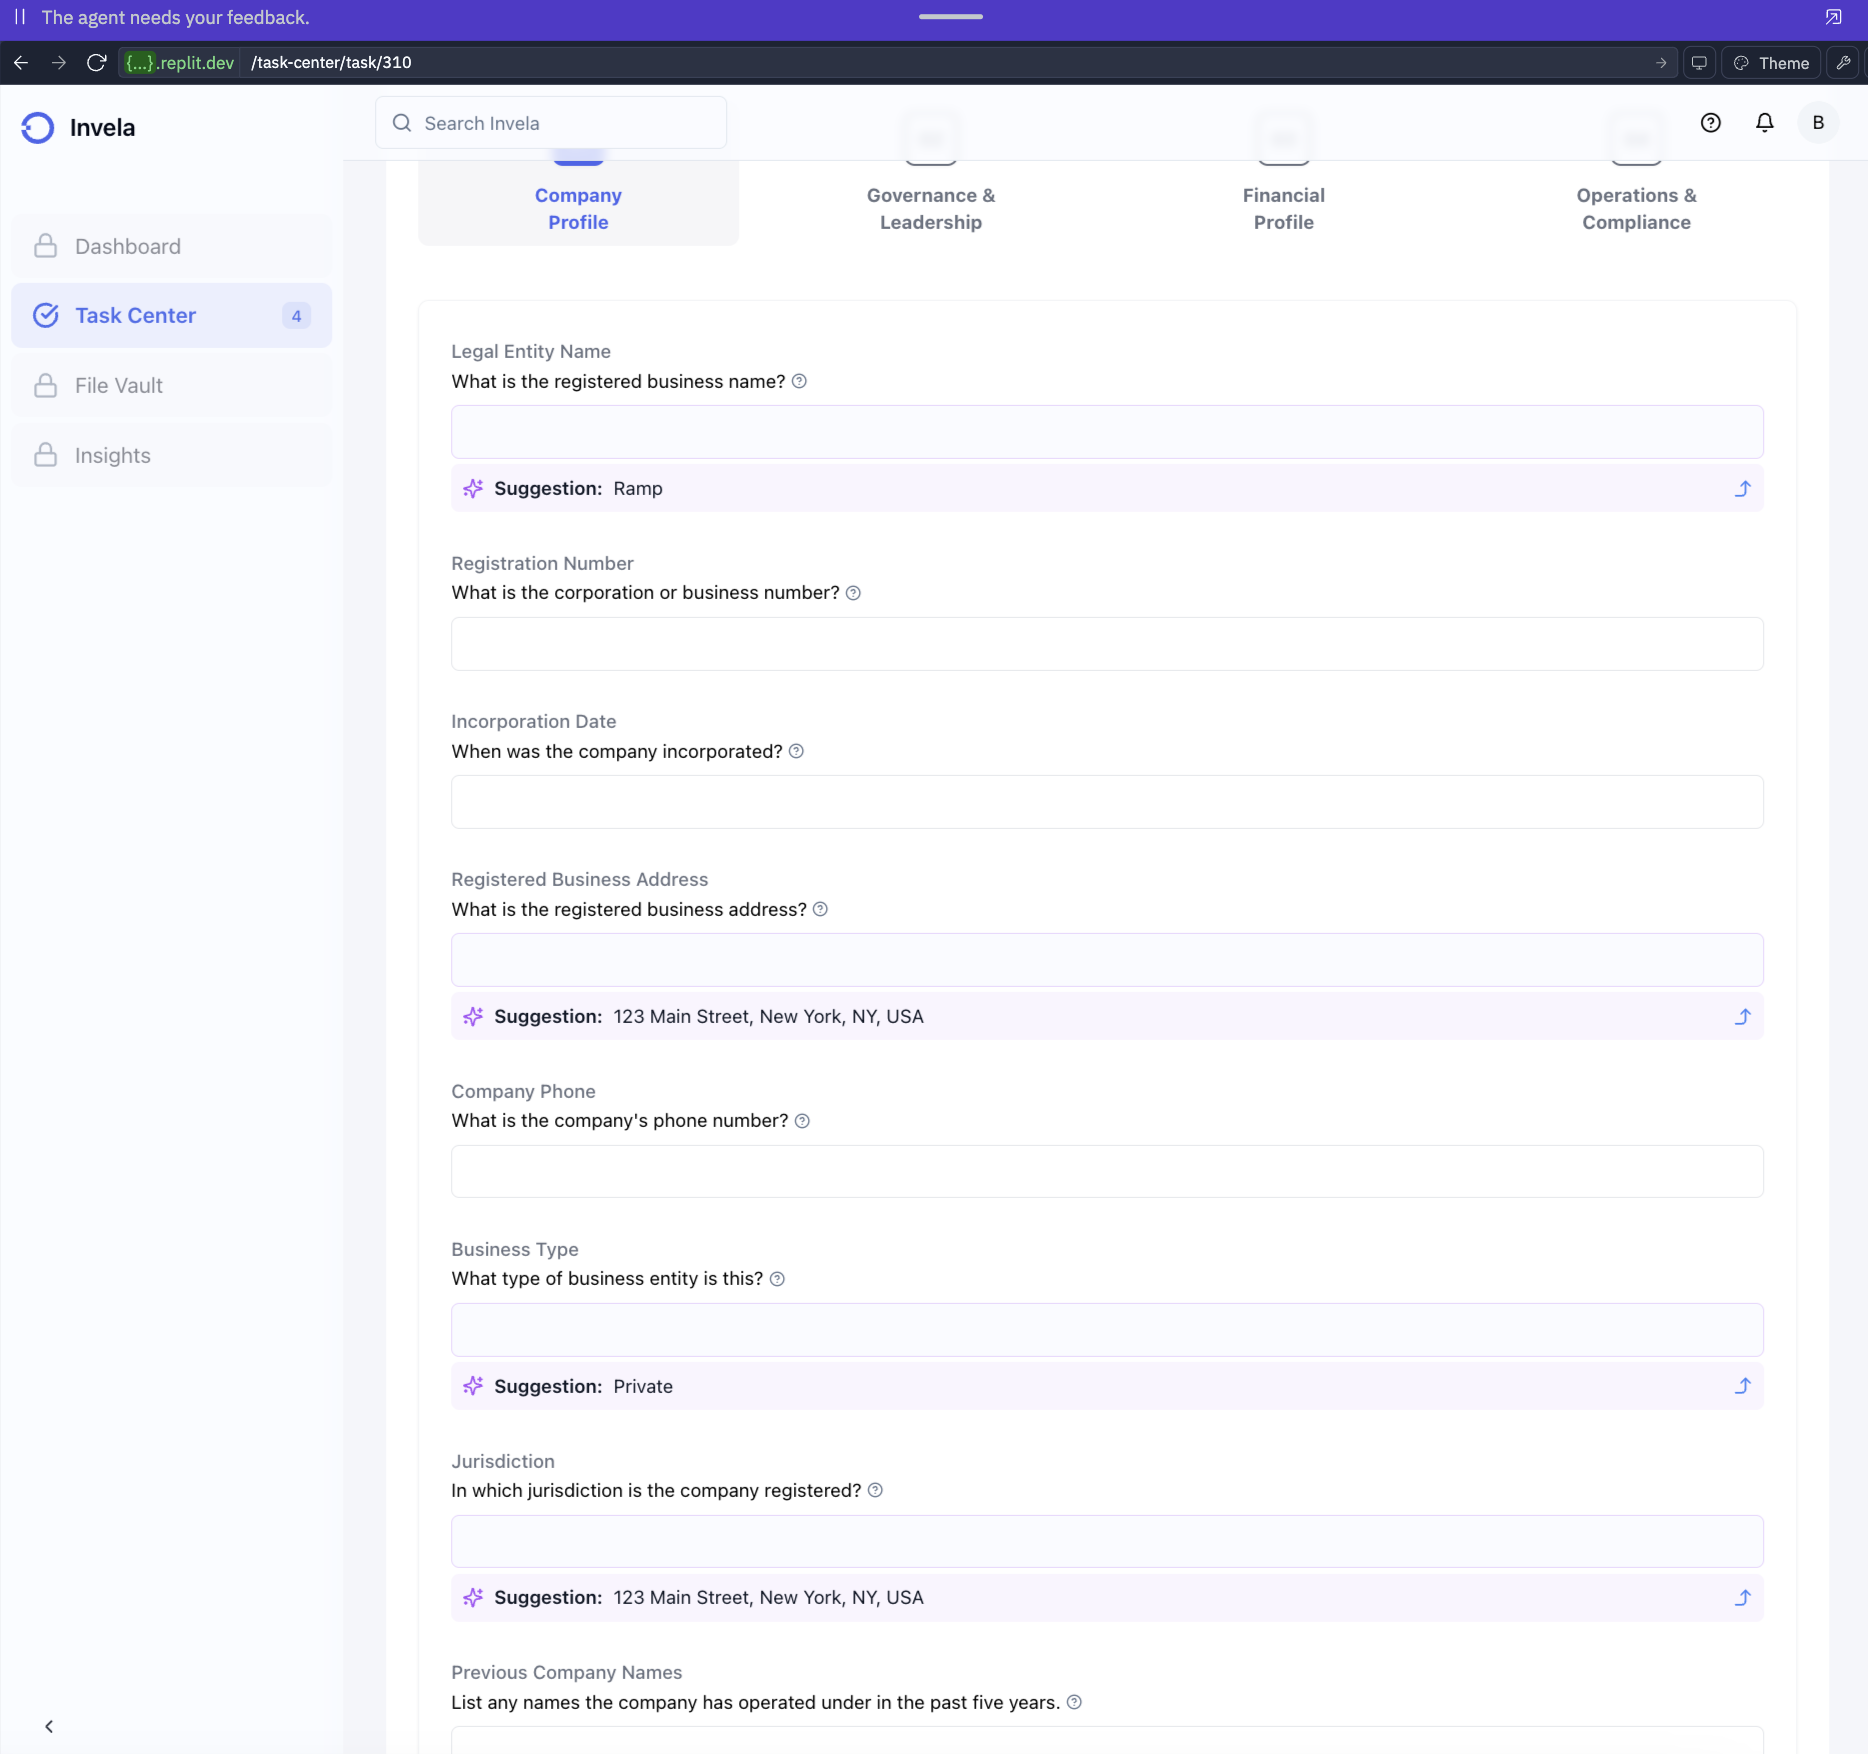 The agent needs your feedback.
{...}.replit.dev /task-center/task/310
Theme
Invela
Search Invela
B
Company
Profile
Governance &
Leadership
Financial
Profile
Operations &
Compliance
Dashboard
Task Center 4
File Vault
Insights
Legal Entity Name
What is the registered business name?
Suggestion: Ramp
Registration Number
What is the corporation or business number?
Incorporation Date
When was the company incorporated?
Registered Business Address
What is the registered business address?
Suggestion: 123 Main Street, New York, NY, USA
Company Phone
What is the company's phone number?
Business Type
What type of business entity is this?
Suggestion: Private
Jurisdiction
In which jurisdiction is the company registered?
Suggestion: 123 Main Street, New York, NY, USA
Previous Company Names
List any names the company has operated under in the past five years.